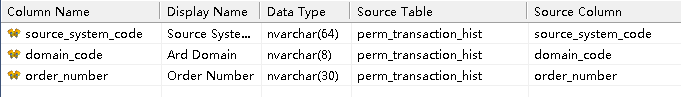 Column Name Display Name Data Type Source Table Source Column
source_system_code Source Syste... nvarchar(64) perm_transaction_hist source_system_code
domain_code Ard Domain nvarchar(8) perm_transaction_hist domain_code
order_number Order Number nvarchar(30) perm_transaction_hist order_number